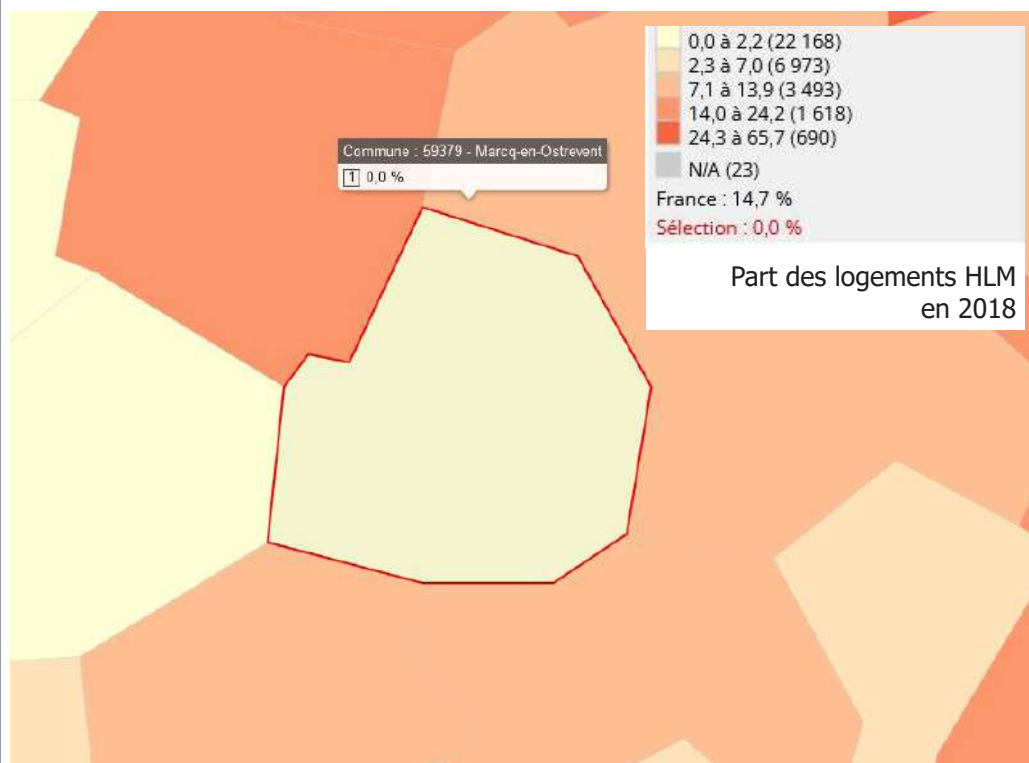 0,0 à 2,2 (22 168)
2,3 à 7,0 (6 973)
7,1 à 13,9 (3 493)
14,0 à 24,2 (1 618)
24,3 à 65,7 (690)
N/A (23)
France : 14,7 %
Sélection : 0,0 %
Part des logements HLM
en 2018
Commune : 59379 - Marcq-en-Ostrevent
1 0,0 %